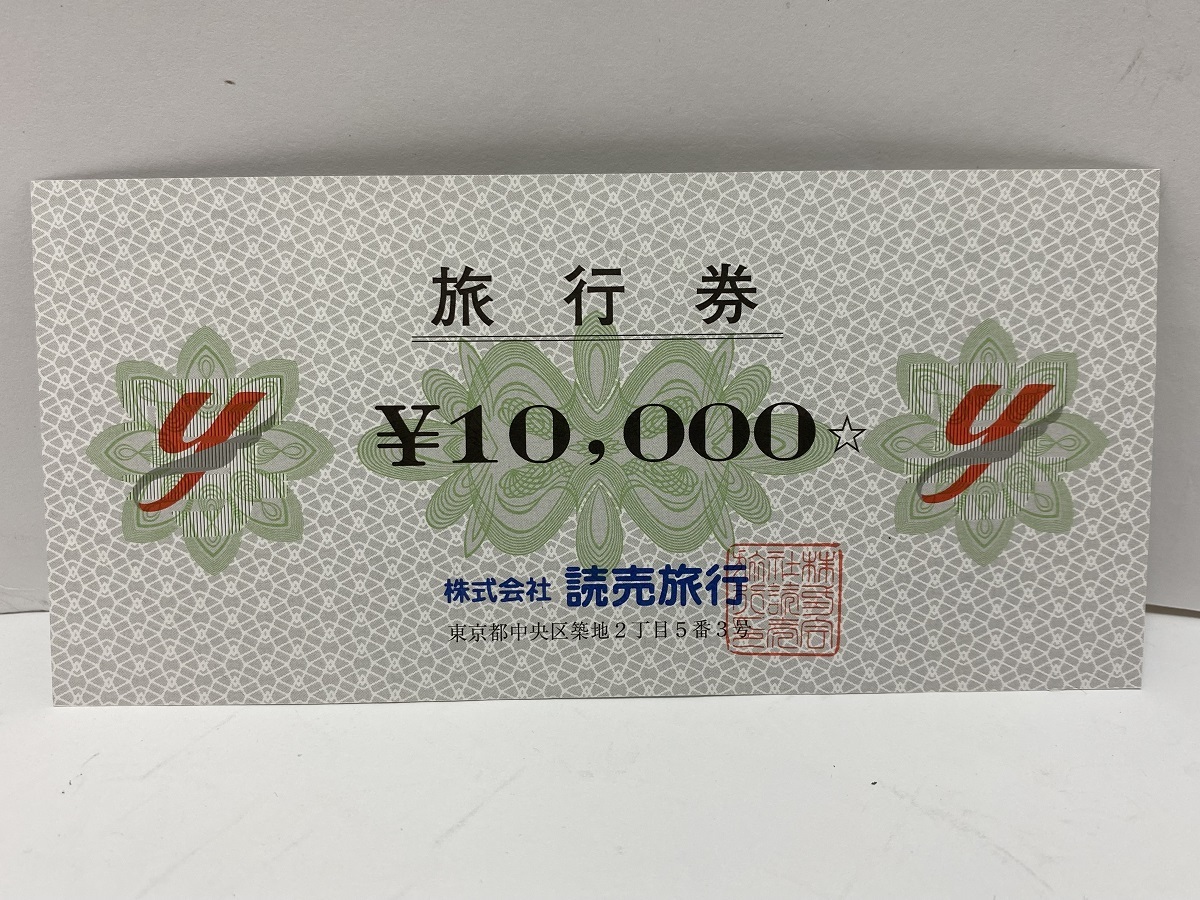 旅行券
¥10,000☆
y
y
株式会社 読売旅行
東京都中央区築地2丁目5番3号